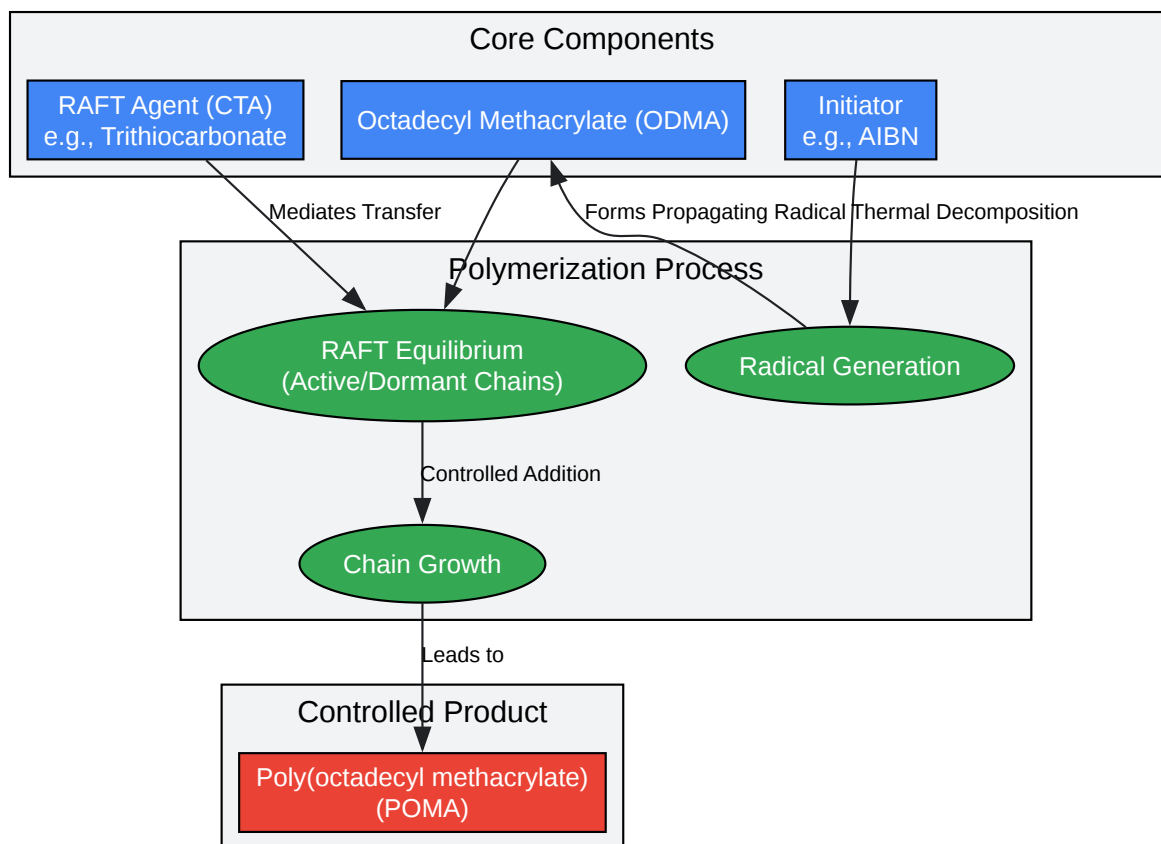 Core Components
RAFT Agent (CTA)
e.g., Trithiocarbonate
Octadecyl Methacrylate (ODMA)
Initiator
e.g., AIBN
Mediates Transfer
Forms Propagating Radical
Thermal Decomposition
Polymerization Process
RAFT Equilibrium
(Active/Dormant Chains)
Radical Generation
Controlled Addition
Chain Growth
Leads to
Controlled Product
Poly(octadecyl methacrylate)
(POMA)